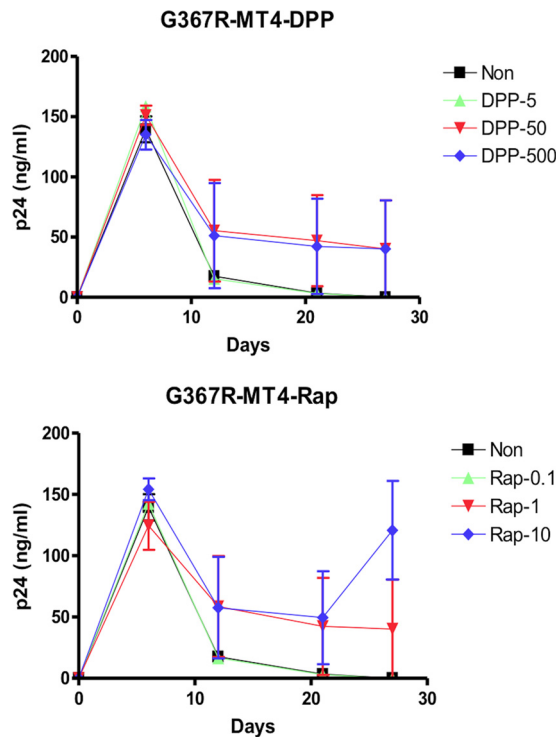 G367R-MT4-DPP
200
150
100
50
0
p24 (ng/ml)
0 10 20 30
Days
Non
DPP-5
DPP-50
DPP-500
G367R-MT4-Rap
200
150
100
50
0
p24 (ng/ml)
0 10 20 30
Days
Non
Rap-0.1
Rap-1
Rap-10